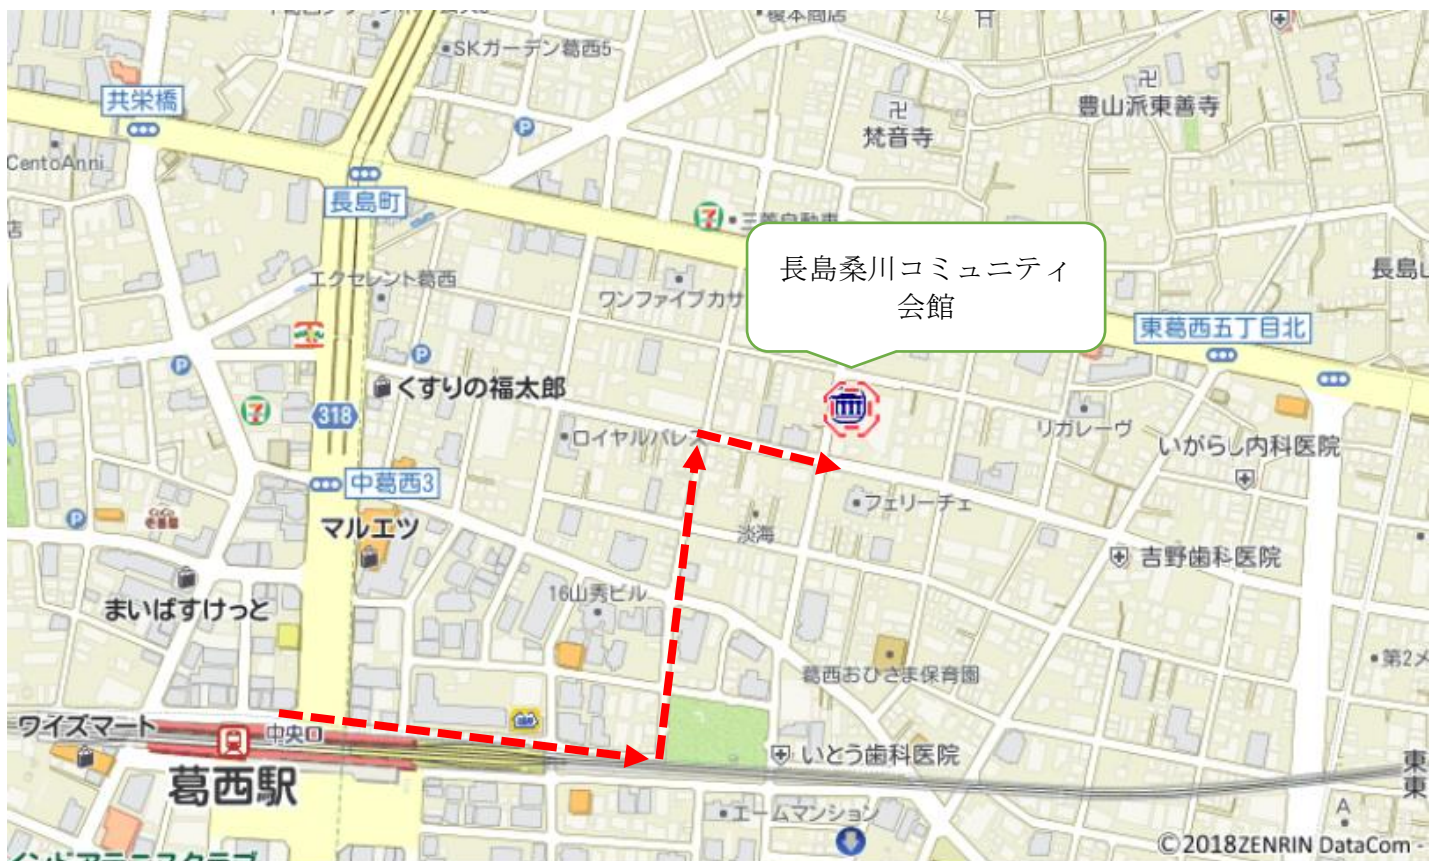 榎本商店
SKガーデン葛西5
共栄橋
豊山派東善寺
梵音寺
CentoAnni
長島町
店
三菱自動車
長島桑川コミュニティ
会館
エクセレント葛西
ワンファイブカサ
東葛西五丁目北
くすりの福太郎
318
ロイヤルパレス
リガレーヴ
いがらし内科医院
中葛西3
フェリーチェ
マルエツ
淡海
吉野歯科医院
16山秀ビル
まいばすけっと
葛西おひさま保育園
第2メ
ワイズマート
中央口
いとう歯科医院
葛西駅
東
東
エームマンション
A
©2018ZENRIN DataCom -